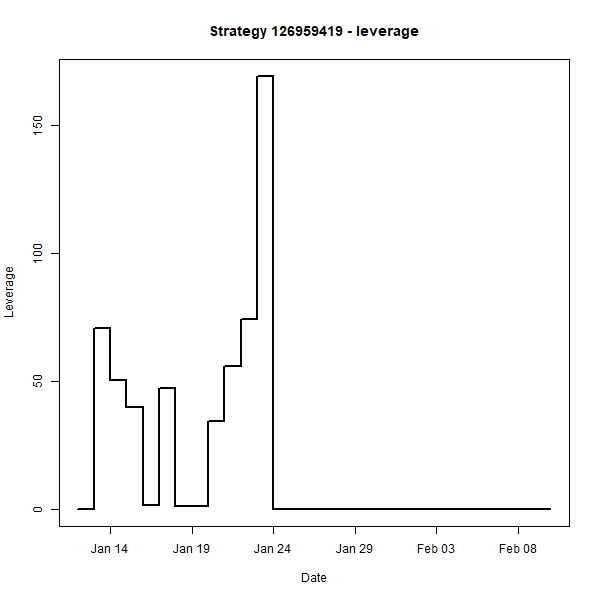 Strategy 126959419 - leverage
150
100
50
0
Leverage
Jan 14 Jan 19 Jan 24 Jan 29 Feb 03 Feb 08
Date